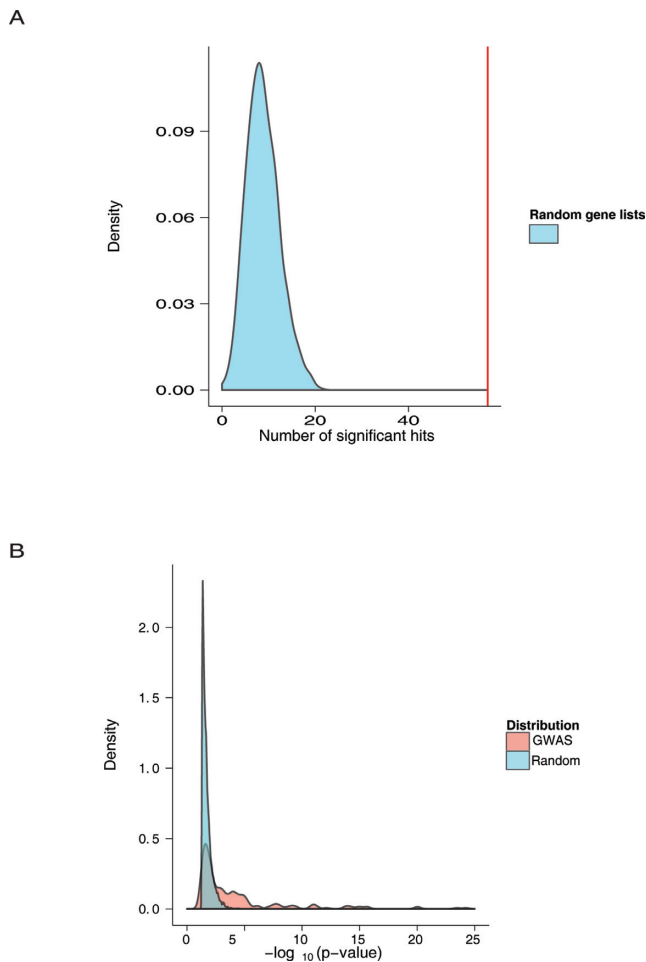 A
Density
0.09
0.06
0.03
0.00
0 20 40
Number of significant hits
Random gene lists
B
Density
2.0
1.5
1.0
0.5
0.0
0 5 10 15 20 25
−log 10 (p-value)
Distribution
GWAS
Random